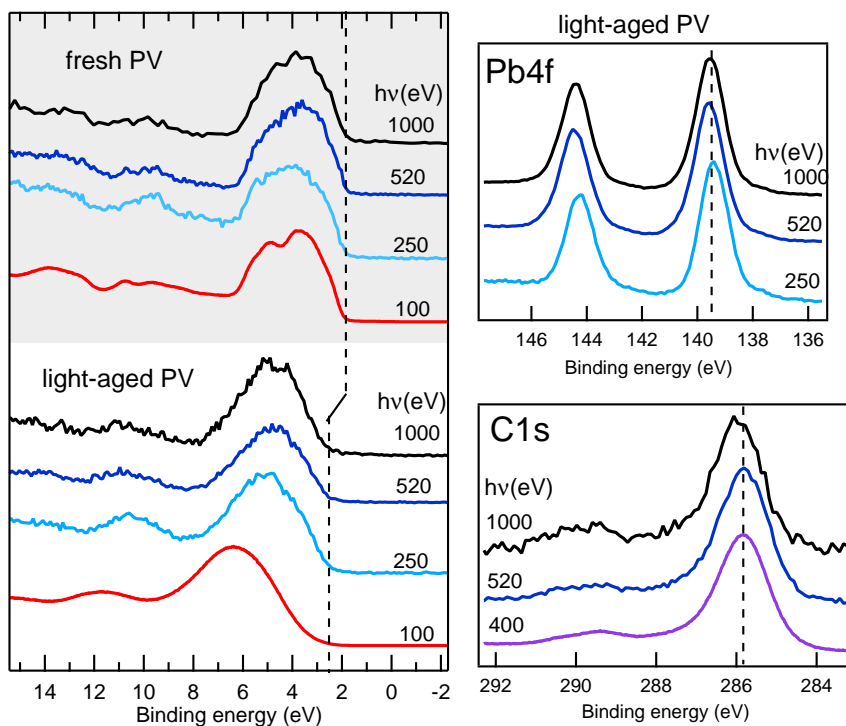 fresh PV
hν(eV)
1000
520
250
100
light-aged PV
hν(eV)
1000
520
250
100
14 12 10 8 6 4 2 0 -2
Binding energy (eV)
light-aged PV
Pb4f
hν(eV)
1000
520
250
146 144 142 140 138 136
Binding energy (eV)
C1s
hν(eV)
1000
520
400
292 290 288 286 284
Binding energy (eV)